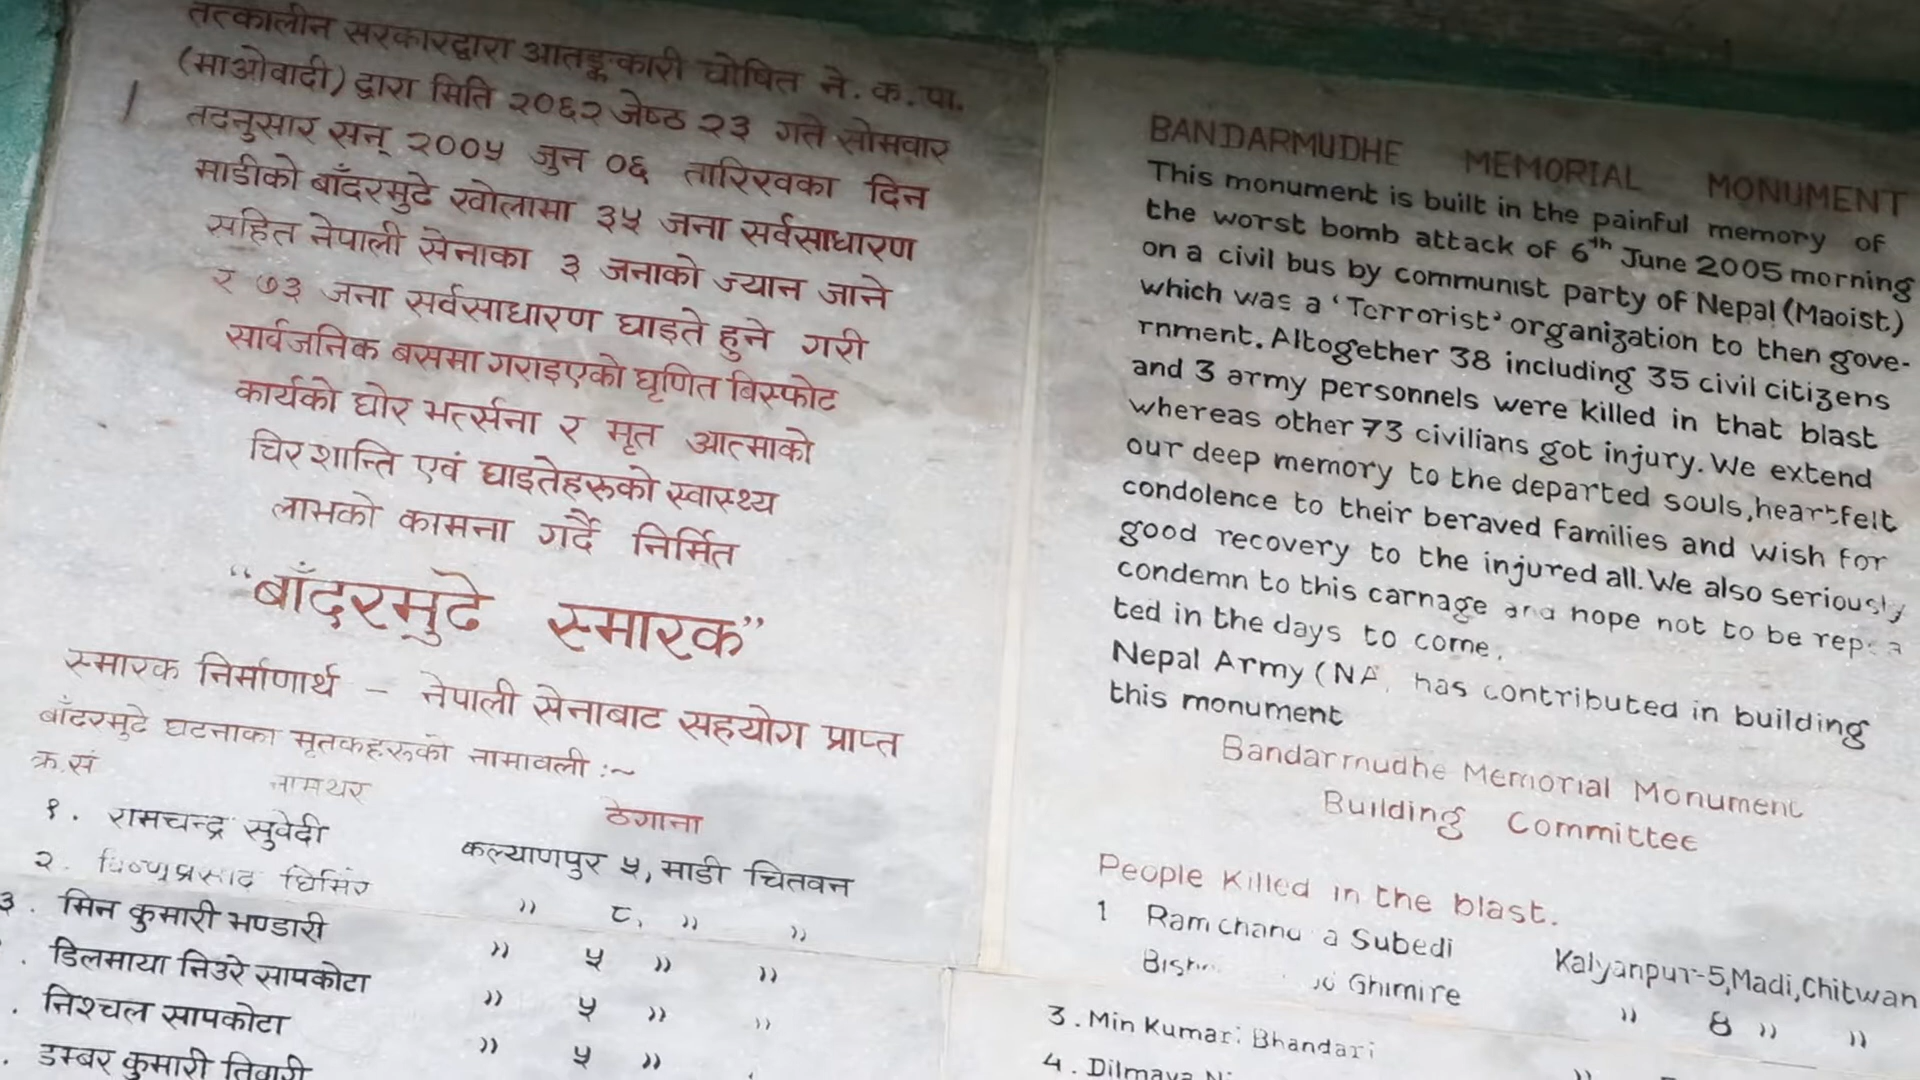 तत्कालीन सरकारद्वारा आतङ्ककारी घोषित ने. क. पा.
(माओवादी) द्वारा मिति २०६२ जेष्ठ २३ गते सोमवार
तदनुसार सन् २००५ जुन ०६ तारिखका दिन
माडीको बाँदरमुढे खोलामा ३५ जना सर्वसाधारण
सहित नेपाली सेनाका ३ जनाको ज्यान जाने
र ७३ जना सर्वसाधारण घाइते हुने गरी
सार्वजनिक बसमा गराइएको घृणित बिस्फोट
कार्यको घोर भर्त्सना र मृत आत्माको
चिर शान्ति एवं घाइतेहरुको स्वास्थ्य
लाभको कामना गर्दै निर्मित
“बाँदरमुढे स्मारक”
स्मारक निर्माणार्थ – नेपाली सेनाबाट सहयोग प्राप्त
बाँदरमुढे घटनाका मृतकहरुको नामावली :~
क्र.सं नामथर ठेगाना
१. रामचन्द्र सुवेदी कल्याणपुर ५, माडी चितवन
२. विष्णुप्रसाद घिमिरे " ८, " "
३. मिन कुमारी भण्डारी " ५ " "
. डिलमाया निउरे सापकोटा " ५ " "
. निश्चल सापकोटा " ५ "
. डम्बर कुमारी तिवारी
BANDARMUDHE MEMORIAL MONUMENT
This monument is built in the painful memory of
the worst bomb attack of 6th June 2005 morning
on a civil bus by communist party of Nepal (Maoist)
which was a ‘Terrorist’ organization to then gove-
rnment. Altogether 38 including 35 civil citizens
and 3 army personnels were killed in that blast
whereas other 73 civilians got injury. We extend
our deep memory to the departed souls, heartfelt
condolence to their beraved families and wish for
good recovery to the injured all. We also seriously
condemn to this carnage and hope not to be repea
ted in the days to come.
Nepal Army (NA) has contributed in building
this monument
Bandarmudhe Memorial Monument
Building Committee
People Killed in the blast.
1 Ram chand a Subedi Kalyanpur-5, Madi, Chitwan
Ghimire " 8 " "
3. Min Kumari Bhandari
4. Dilmaya